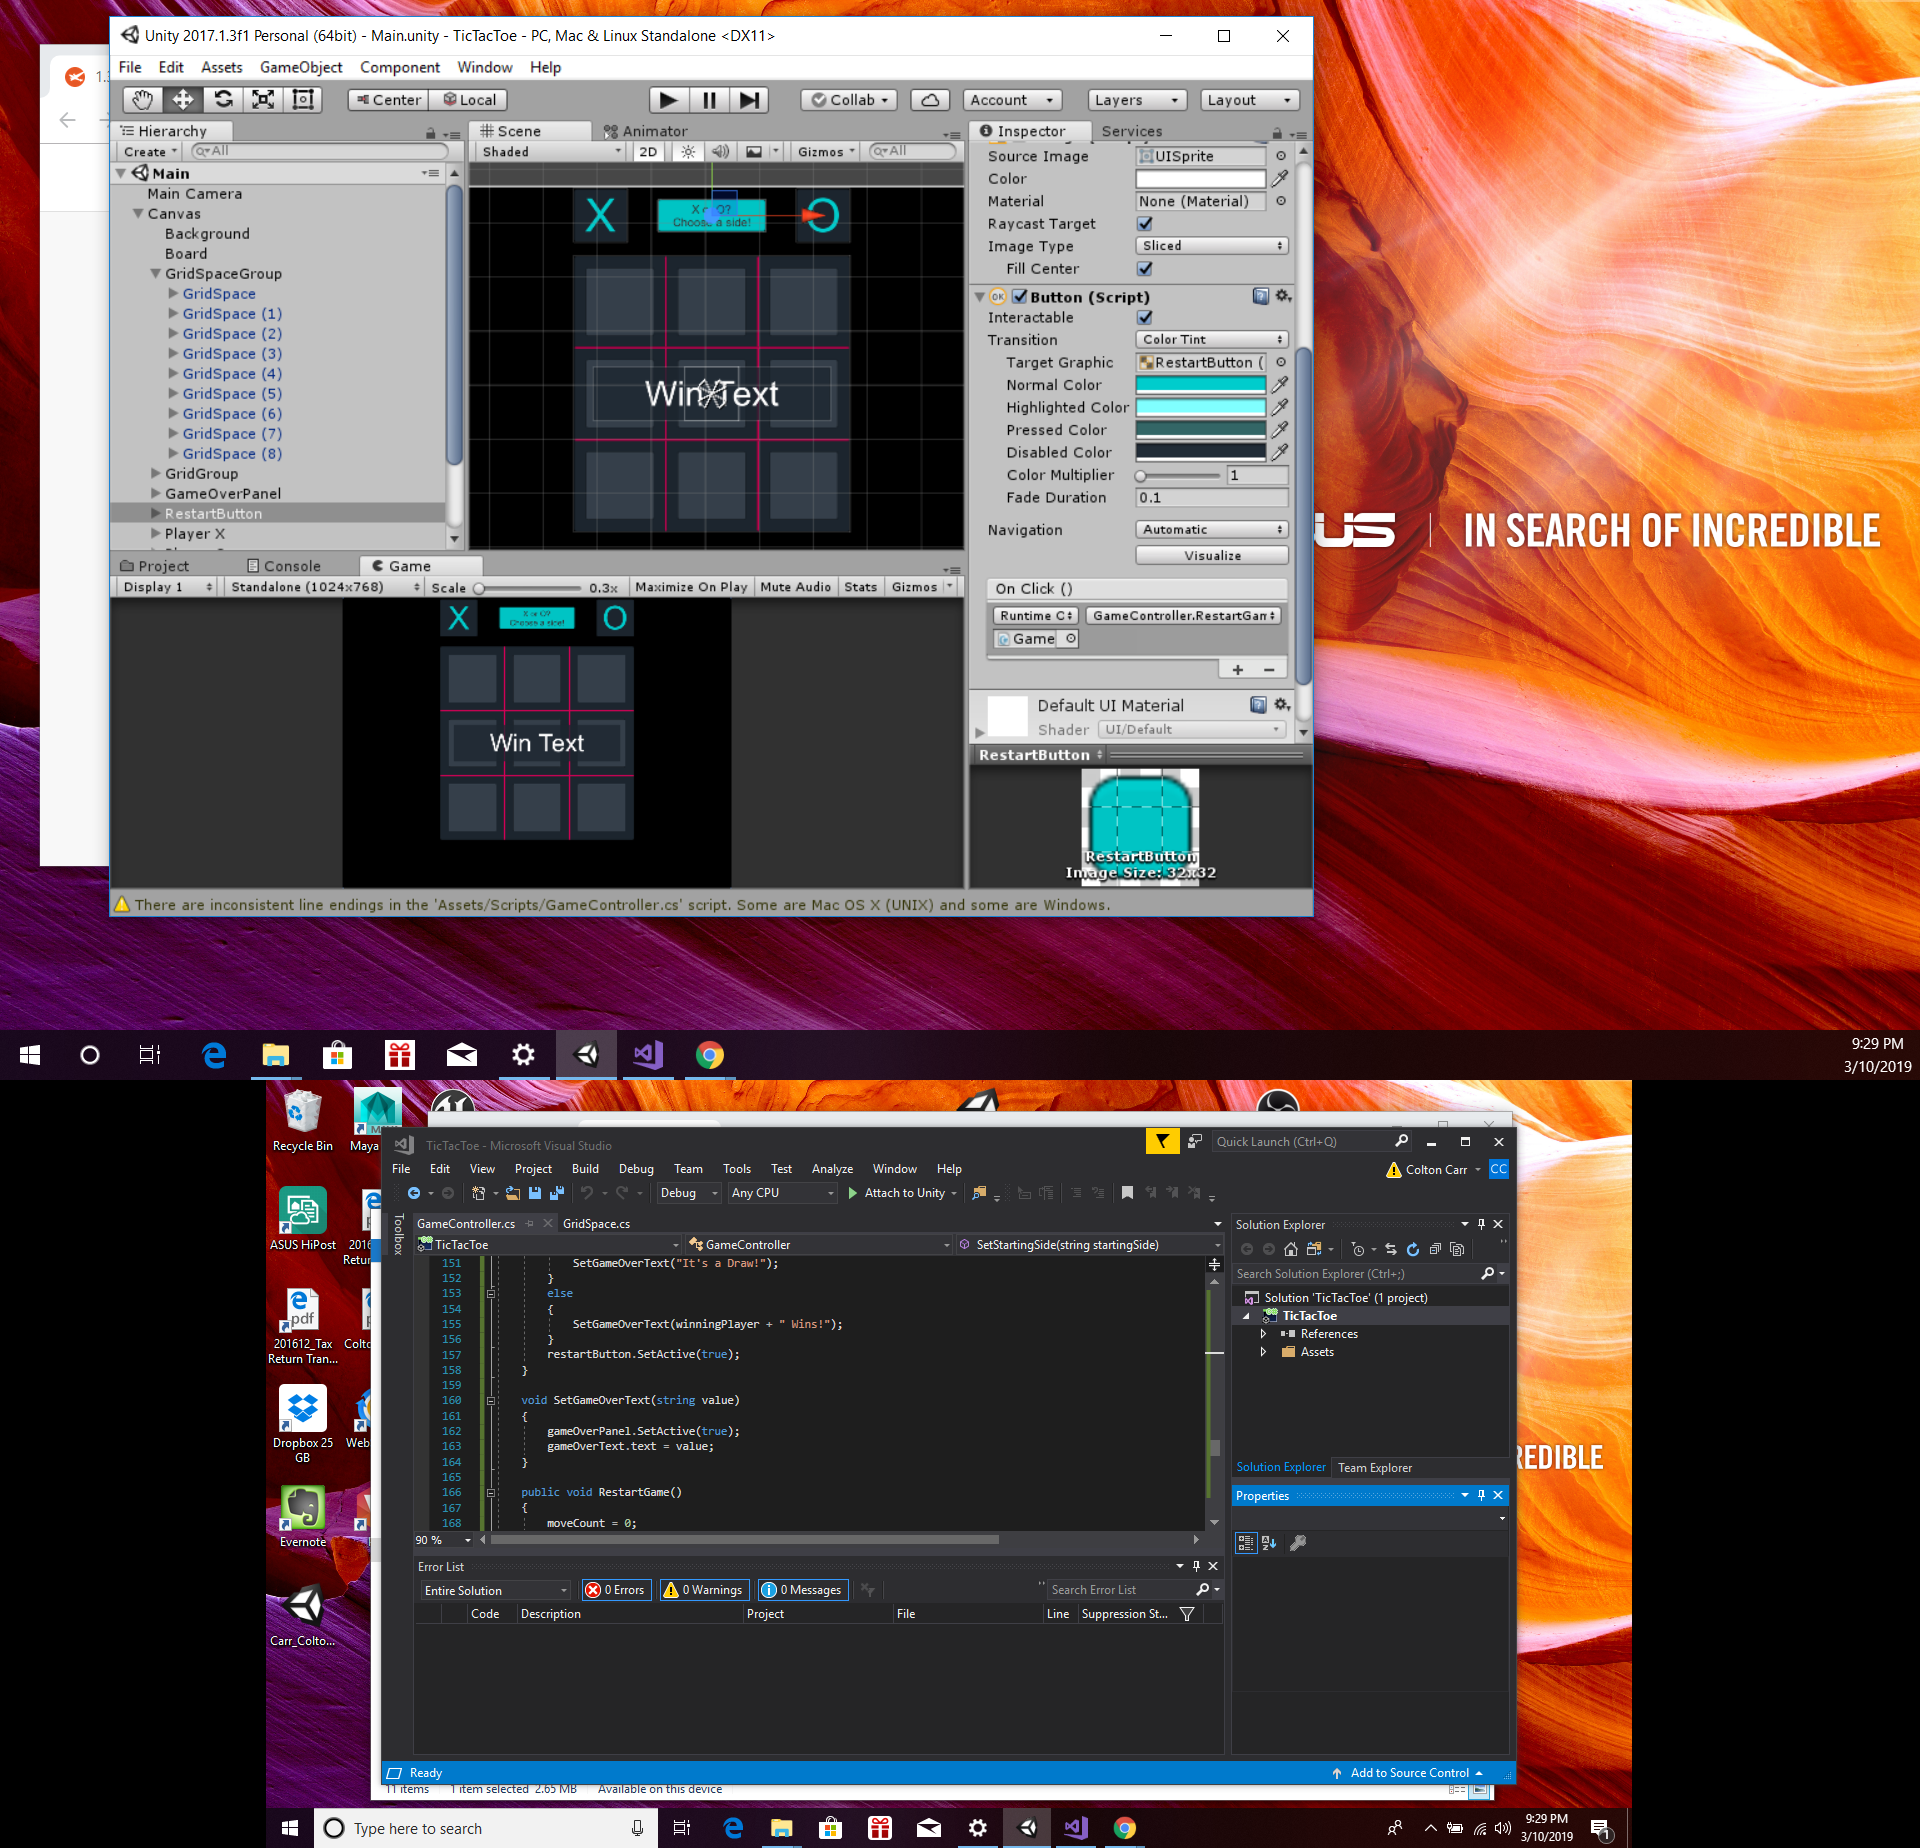 Unity 2017.1.3f1 Personal (64bit) - Main.unity - TicTacToe - PC, Mac & Linux Standalone <DX11>
File Edit Assets GameObject Component Window Help
Center Local Collab Account Layers Layout
Hierarchy
Create All
Main
Main Camera
Canvas
Background
Board
GridSpaceGroup
GridSpace
GridSpace (1)
GridSpace (2)
GridSpace (3)
GridSpace (4)
GridSpace (5)
GridSpace (6)
GridSpace (7)
GridSpace (8)
GridGroup
GameOverPanel
RestartButton
Player X
Scene Animator
Shaded 2D Gizmos All
X
X or O?
Choose a side!
O
Win Text
Inspector Services
Source Image UISprite
Color
Material None (Material)
Raycast Target
Image Type Sliced
Fill Center
Button (Script)
Interactable
Transition Color Tint
Target Graphic RestartButton (
Normal Color
Highlighted Color
Pressed Color
Disabled Color
Color Multiplier 1
Fade Duration 0.1
Navigation Automatic
Visualize
On Click ()
Runtime C GameController.RestartGan
Game
+ −
Default UI Material
Shader UI/Default
RestartButton
RestartButton
Image Size: 32x32
Project Console Game
Display 1 Standalone (1024x768) Scale 0.3x Maximize On Play Mute Audio Stats Gizmos
X
X or O?
Choose a side!
O
Win Text
There are inconsistent line endings in the 'Assets/Scripts/GameController.cs' script. Some are Mac OS X (UNIX) and some are Windows.
US | IN SEARCH OF INCREDIBLE
9:29 PM
3/10/2019
Recycle Bin
Maya
ASUS HiPost
201612_Tax
Return Tran...
Dropbox 25
GB
Web
Evernote
Carr_Colto...
TicTacToe - Microsoft Visual Studio
Quick Launch (Ctrl+Q)
File Edit View Project Build Debug Team Tools Test Analyze Window Help
Colton Carr CC
Debug Any CPU Attach to Unity
Toolbox
GameController.cs GridSpace.cs
TicTacToe GameController SetStartingSide(string startingSide)
151 SetGameOverText("It's a Draw!");
152 }
153 else
154 {
155 SetGameOverText(winningPlayer + " Wins!");
156 }
157 restartButton.SetActive(true);
158 }
159
160 void SetGameOverText(string value)
161 {
162 gameOverPanel.SetActive(true);
163 gameOverText.text = value;
164 }
165
166 public void RestartGame()
167 {
168 moveCount = 0;
90 %
Error List
Entire Solution 0 Errors 0 Warnings 0 Messages Search Error List
Code Description Project File Line Suppression St...
Solution Explorer
Search Solution Explorer (Ctrl+;)
Solution 'TicTacToe' (1 project)
TicTacToe
References
Assets
Solution Explorer Team Explorer
Properties
REDIBLE
Ready
Add to Source Control
11 items 1 item selected 2.65 MB Available on this device
Type here to search
9:29 PM
3/10/2019
1